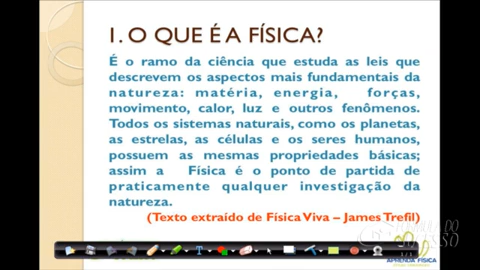 1. O QUE É A FÍSICA?
É o ramo da ciência que estuda as leis que
descrevem os aspectos mais fundamentais da
natureza: matéria, energia, forças,
movimento, calor, luz e outros fenômenos.
Todos os sistemas naturais, como os planetas,
as estrelas, as células e os seres humanos,
possuem as mesmas propriedades básicas;
assim a Física é o ponto de partida de
praticamente qualquer investigação da
natureza.
(Texto extraído de Física Viva – James Trefil)
APRENDA FÍSICA